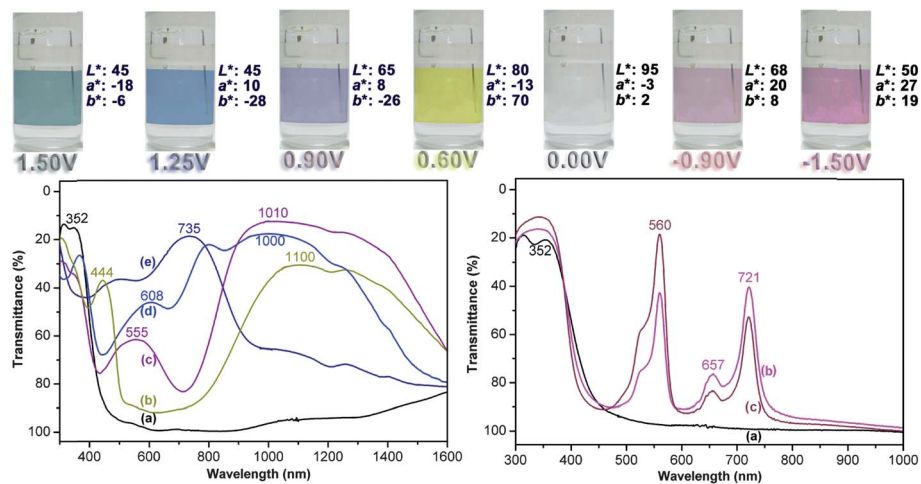 L*: 45
a*: -18
b*: -6
L*: 45
a*: 10
b*: -28
L*: 65
a*: 8
b*: -26
L*: 80
a*: -13
b*: 70
L*: 95
a*: -3
b*: 2
L*: 68
a*: 20
b*: 8
L*: 50
a*: 27
b*: 19
1.50V 1.25V 0.90V 0.60V 0.00V -0.90V -1.50V
0
20
40
60
80
100
Transmittance (%)
352
444
735
1010
1000
1100
608
555
(e)
(d)
(c)
(b)
(a)
400 600 800 1000 1200 1400 1600
Wavelength (nm)
0
20
40
60
80
100
Transmittance (%)
352
560
721
657
(b)
(c)
(a)
300 400 500 600 700 800 900 1000
Wavelength (nm)